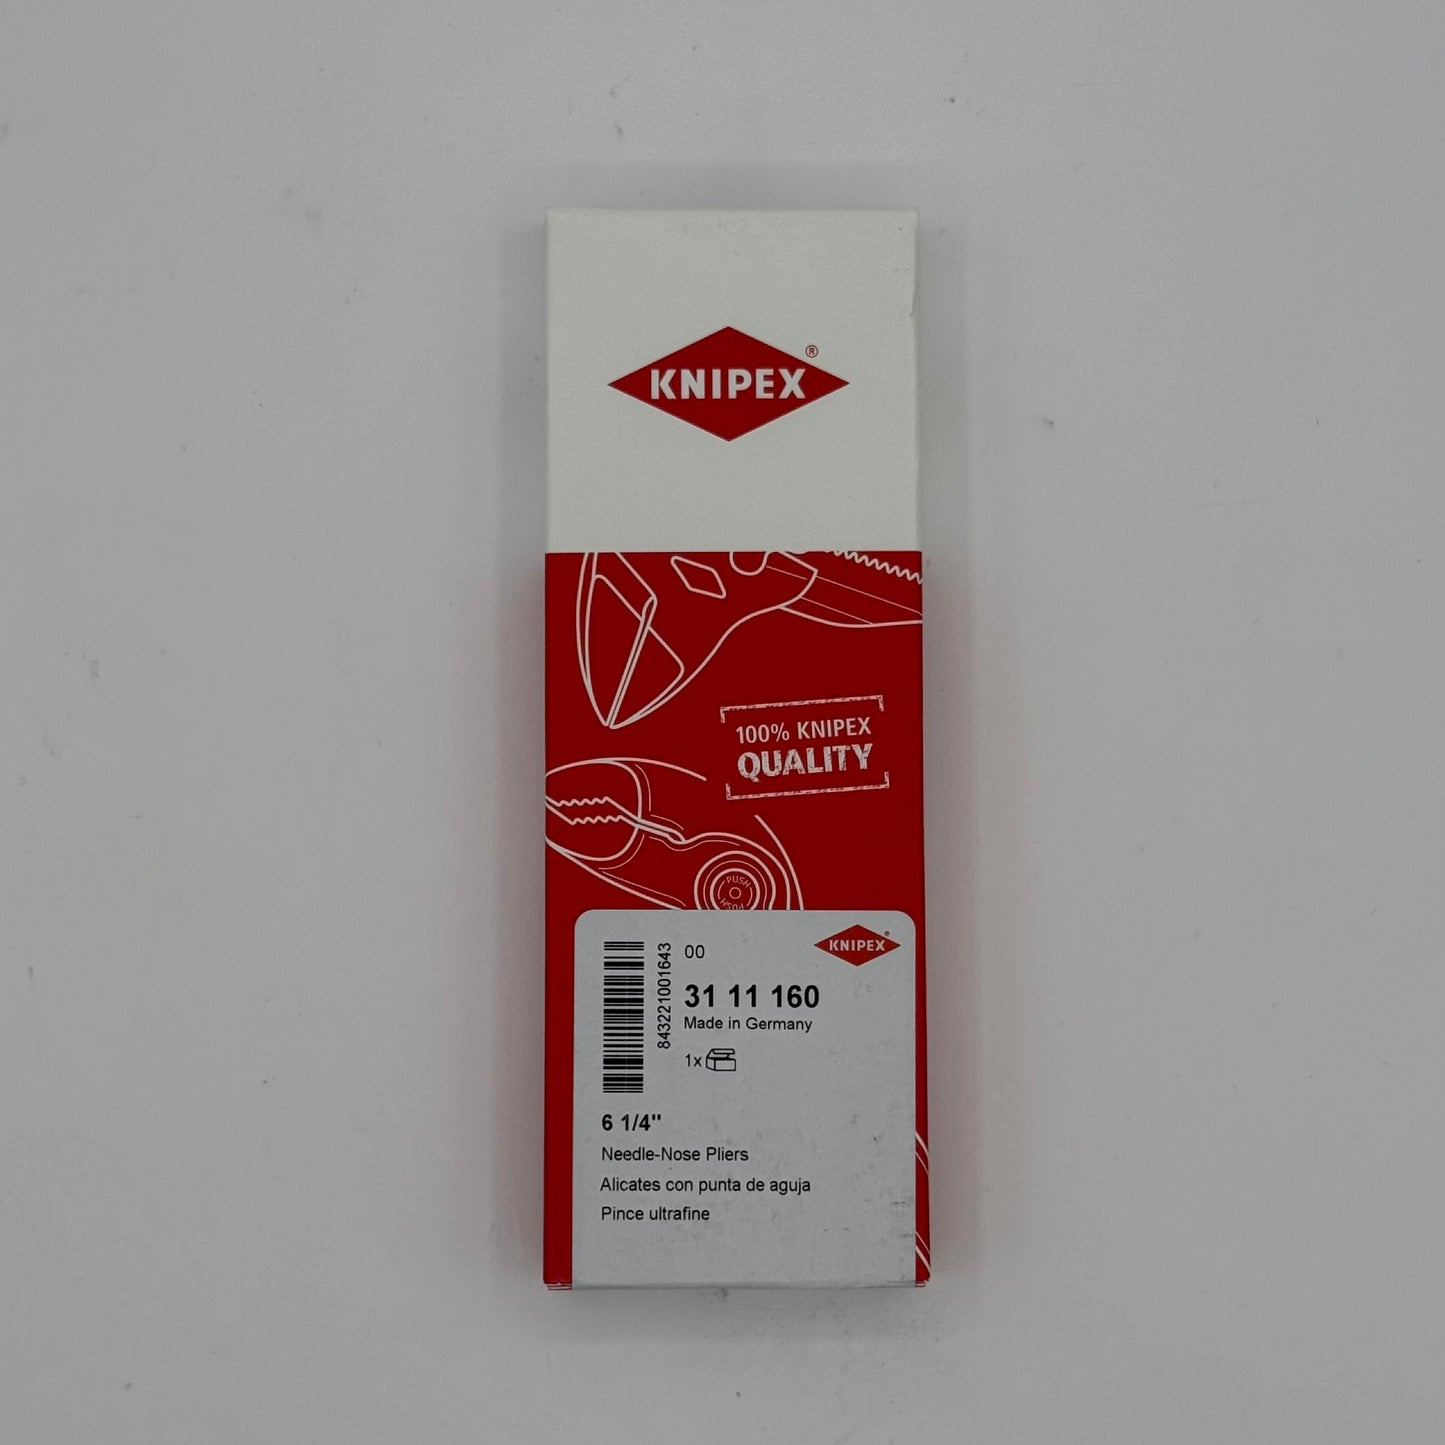 KNIPEX®
100% KNIPEX
QUALITY
PUSH
PUSH
KNIPEX®
843221001643
00
31 11 160
Made in Germany
1x
6 1/4"
Needle-Nose Pliers
Alicates con punta de aguja
Pince ultrafine